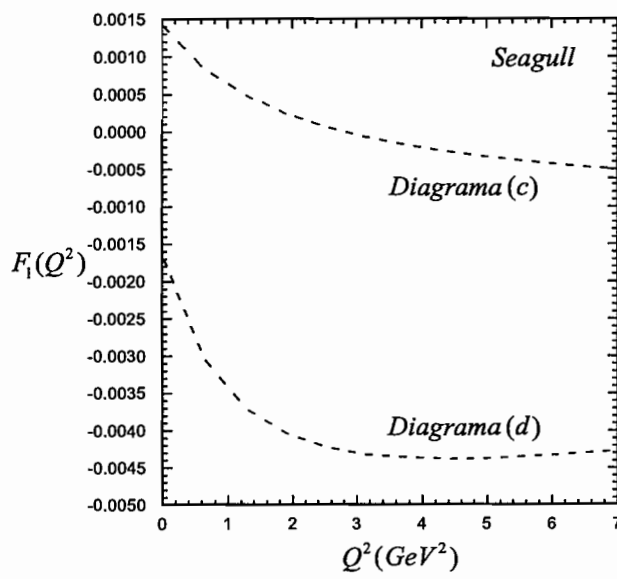 0.0015
Seagull
0.0010
0.0005
0.0000
-0.0005
Diagrama (c)
-0.0010
-0.0015
F₁(Q²)
-0.0020
-0.0025
-0.0030
-0.0035
Diagrama (d)
-0.0040
-0.0045
-0.0050
0 1 2 3 4 5 6 7
Q² (GeV²)